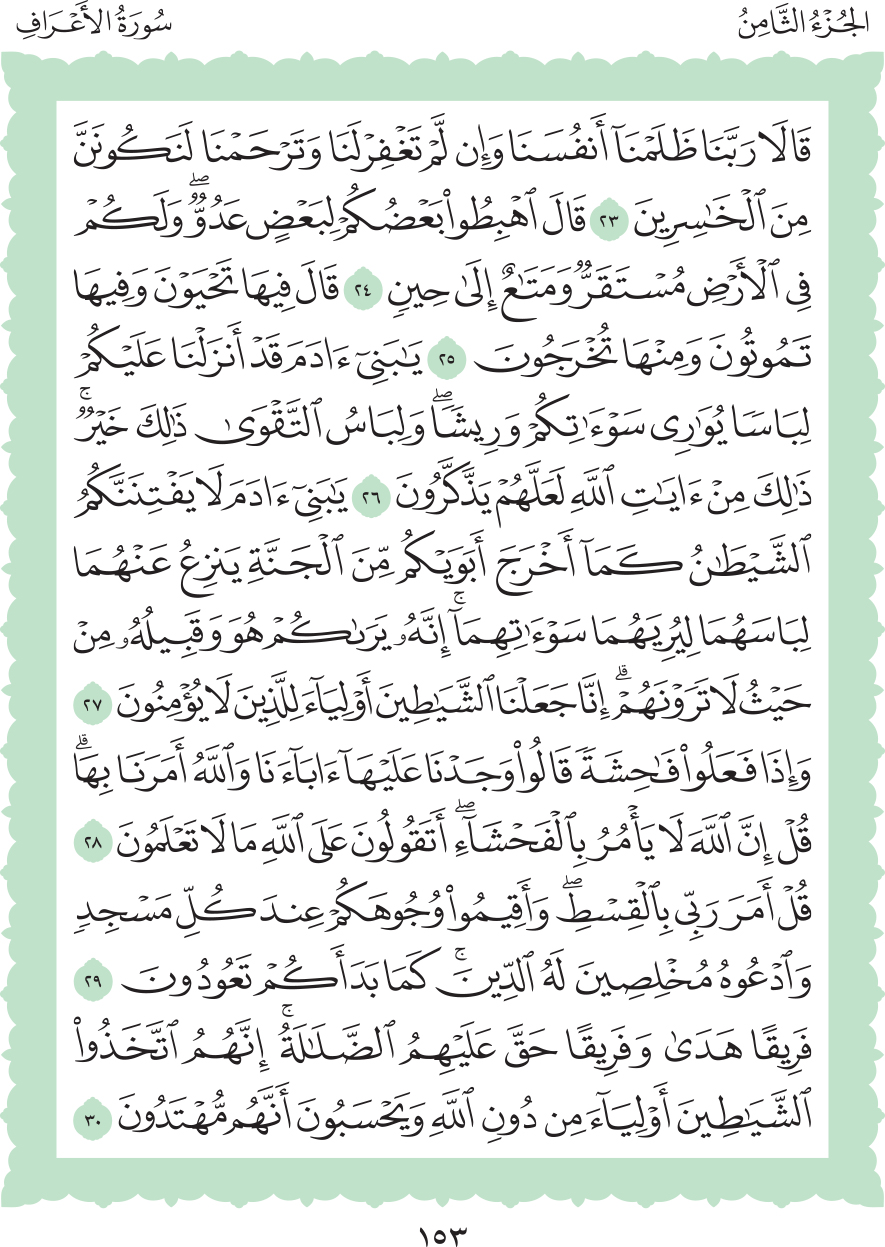 الجُزْءُ الثَّامِنُ
سُورَةُ الأَعْرَافِ
قَالَا رَبَّنَا ظَلَمْنَآ أَنفُسَنَا وَإِن لَّمْ تَغْفِرْ لَنَا وَتَرْحَمْنَا لَنَكُونَنَّ
مِنَ ٱلْخَٰسِرِينَ ٢٣ قَالَ ٱهْبِطُوا۟ بَعْضُكُمْ لِبَعْضٍ عَدُوٌّۖ وَلَكُمْ
فِى ٱلْأَرْضِ مُسْتَقَرٌّ وَمَتَٰعٌ إِلَىٰ حِينٍ ٢٤ قَالَ فِيهَا تَحْيَوْنَ وَفِيهَا
تَمُوتُونَ وَمِنْهَا تُخْرَجُونَ ٢٥ يَٰبَنِىٓ ءَادَمَ قَدْ أَنزَلْنَا عَلَيْكُمْ
لِبَاسًا يُوَٰرِى سَوْءَٰتِكُمْ وَرِيشًاۖ وَلِبَاسُ ٱلتَّقْوَىٰ ذَٰلِكَ خَيْرٌۚ
ذَٰلِكَ مِنْ ءَايَٰتِ ٱللَّهِ لَعَلَّهُمْ يَذَّكَّرُونَ ٢٦ يَٰبَنِىٓ ءَادَمَ لَا يَفْتِنَنَّكُمُ
ٱلشَّيْطَٰنُ كَمَآ أَخْرَجَ أَبَوَيْكُم مِّنَ ٱلْجَنَّةِ يَنزِعُ عَنْهُمَا
لِبَاسَهُمَا لِيُرِيَهُمَا سَوْءَٰتِهِمَآۚ إِنَّهُۥ يَرَىٰكُمْ هُوَ وَقَبِيلُهُۥ مِنْ
حَيْثُ لَا تَرَوْنَهُمْۗ إِنَّا جَعَلْنَا ٱلشَّيَٰطِينَ أَوْلِيَآءَ لِلَّذِينَ لَا يُؤْمِنُونَ ٢٧
وَإِذَا فَعَلُوا۟ فَٰحِشَةً قَالُوا۟ وَجَدْنَا عَلَيْهَآ ءَابَآءَنَا وَٱللَّهُ أَمَرَنَا بِهَاۗ
قُلْ إِنَّ ٱللَّهَ لَا يَأْمُرُ بِٱلْفَحْشَآءِۖ أَتَقُولُونَ عَلَى ٱللَّهِ مَا لَا تَعْلَمُونَ ٢٨
قُلْ أَمَرَ رَبِّى بِٱلْقِسْطِۖ وَأَقِيمُوا۟ وُجُوهَكُمْ عِندَ كُلِّ مَسْجِدٍ
وَٱدْعُوهُ مُخْلِصِينَ لَهُ ٱلدِّينَۚ كَمَا بَدَأَكُمْ تَعُودُونَ ٢٩
فَرِيقًا هَدَىٰ وَفَرِيقًا حَقَّ عَلَيْهِمُ ٱلضَّلَٰلَةُۚ إِنَّهُمُ ٱتَّخَذُوا۟
ٱلشَّيَٰطِينَ أَوْلِيَآءَ مِن دُونِ ٱللَّهِ وَيَحْسَبُونَ أَنَّهُم مُّهْتَدُونَ ٣٠
١٥٣